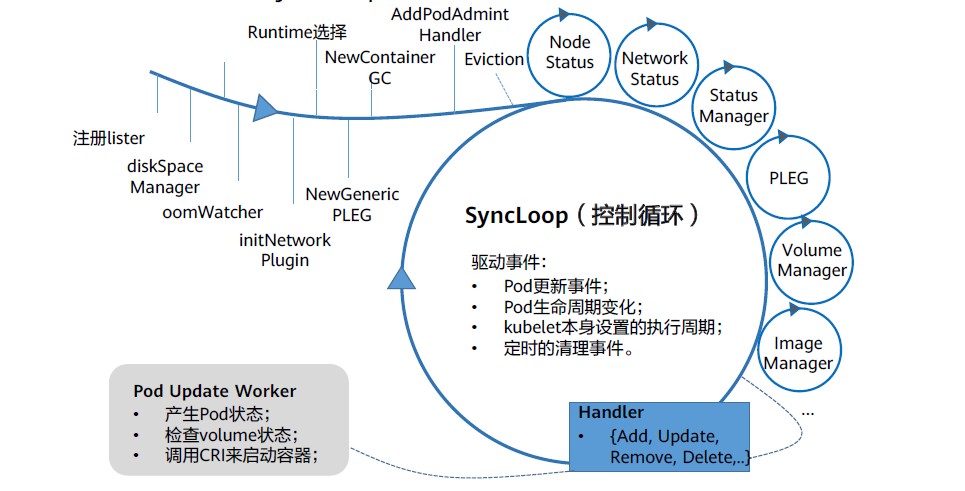 Runtime选择
AddPodAdmint
Handler
NewContainer
GC
Eviction
Node
Status
Network
Status
Status
Manager
PLEG
Volume
Manager
Image
Manager
...
注册lister
diskSpace
Manager
oomWatcher
initNetwork
Plugin
NewGeneric
PLEG
SyncLoop（控制循环）
驱动事件：
• Pod更新事件；
• Pod生命周期变化；
• kubelet本身设置的执行周期；
• 定时的清理事件。
Pod Update Worker
• 产生Pod状态；
• 检查volume状态；
• 调用CRI来启动容器；
Handler
• {Add, Update,
Remove, Delete,..}